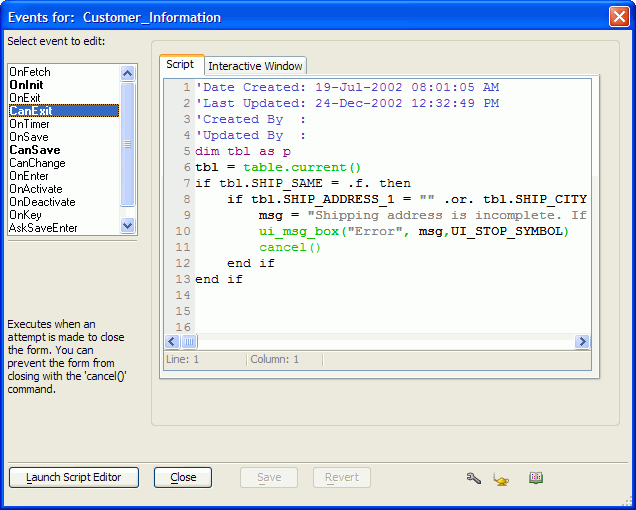 Events for: Customer_Information
Select event to edit:
OnFetch
OnInit
OnExit
CanExit
OnTimer
OnSave
CanSave
CanChange
OnEnter
OnActivate
OnDeactivate
OnKey
AskSaveEnter
Executes when an
attempt is made to close
the form. You can
prevent the form from
closing with the 'cancel()'
command.
Script
Interactive Window
1 'Date Created: 19-Jul-2002 08:01:05 AM
2 'Last Updated: 24-Dec-2002 12:32:49 PM
3 'Created By  :
4 'Updated By  :
5 dim tbl as p
6 tbl = table.current()
7 if tbl.SHIP_SAME = .f. then
8     if tbl.SHIP_ADDRESS_1 = "" .or. tbl.SHIP_CITY
9         msg = "Shipping address is incomplete. If
10         ui_msg_box("Error", msg,UI_STOP_SYMBOL)
11         cancel()
12     end if
13 end if
14
15
16
Line: 1
Column: 1
Launch Script Editor
Close
Save
Revert